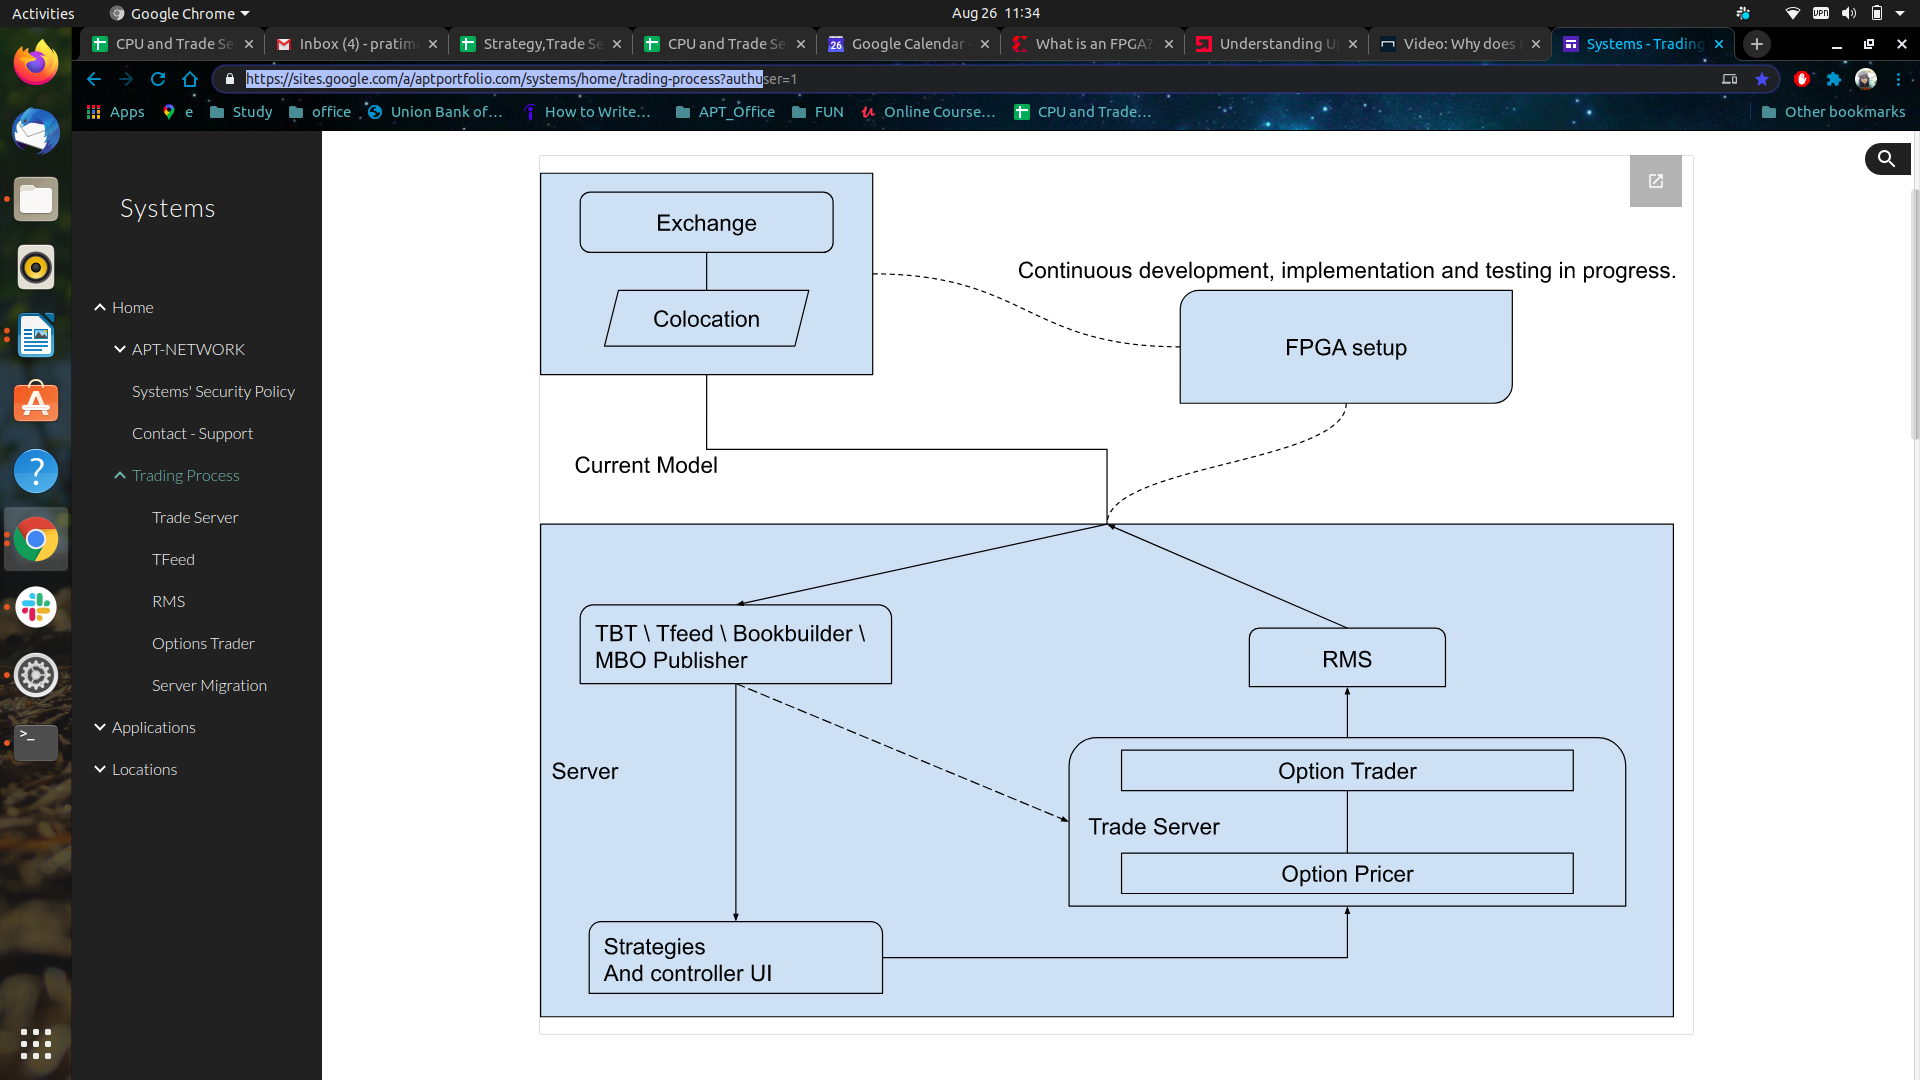 Activities
Google Chrome
Aug 26 11:34
VPN
CPU and Trade Se
Inbox (4) - pratima
Strategy,Trade Se
CPU and Trade Se
26
Google Calendar -
What is an FPGA?
Understanding U
Video: Why does
Systems - Trading
https://sites.google.com/a/aptportfolio.com/systems/home/trading-process?authuser=1
Apps
e
Study
office
Union Bank of...
How to Write...
APT_Office
FUN
Online Course...
CPU and Trade...
Other bookmarks
Systems
Home
APT-NETWORK
Systems' Security Policy
Contact - Support
Trading Process
Trade Server
TFeed
RMS
Options Trader
Server Migration
Applications
Locations
Exchange
Colocation
Continuous development, implementation and testing in progress.
FPGA setup
Current Model
TBT \ Tfeed \ Bookbuilder \
MBO Publisher
RMS
Server
Option Trader
Trade Server
Option Pricer
Strategies
And controller UI